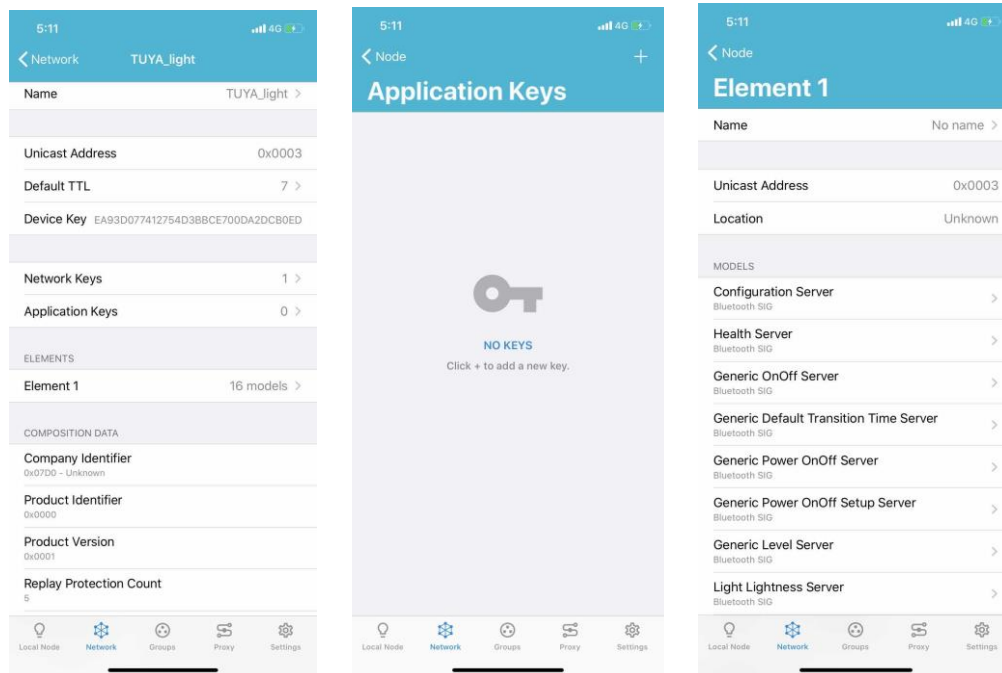 5:11
4G
Network
TUYA_light
Name
TUYA_light
Unicast Address
0x0003
Default TTL
7
Device Key
EA93D077412754D3BBCE700DA2DCB0ED
Network Keys
1
Application Keys
0
ELEMENTS
Element 1
16 models
COMPOSITION DATA
Company Identifier
0x07D0 - Unknown
Product Identifier
0x0000
Product Version
0x0001
Replay Protection Count
5
Local Node
Network
Groups
Proxy
Settings
5:11
4G
Node
Application Keys
NO KEYS
Click + to add a new key.
Local Node
Network
Groups
Proxy
Settings
5:11
4G
Node
Element 1
Name
No name
Unicast Address
0x0003
Location
Unknown
MODELS
Configuration Server
Bluetooth SIG
Health Server
Bluetooth SIG
Generic OnOff Server
Bluetooth SIG
Generic Default Transition Time Server
Bluetooth SIG
Generic Power OnOff Server
Bluetooth SIG
Generic Power OnOff Setup Server
Bluetooth SIG
Generic Level Server
Bluetooth SIG
Light Lightness Server
Bluetooth SIG
Local Node
Network
Groups
Proxy
Settings